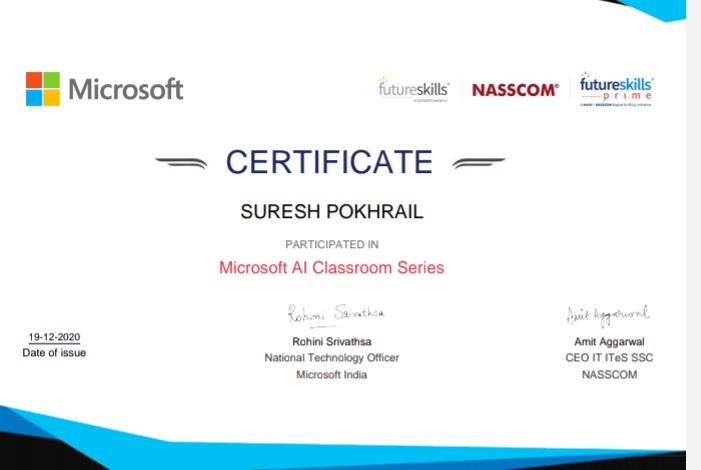 Microsoft
futureskills
NASSCOM®
futureskills
prime
CERTIFICATE
SURESH POKHRAIL
PARTICIPATED IN
Microsoft AI Classroom Series
Rohini Srivathsa
Amit Aggarwal
19-12-2020
Date of issue
Rohini Srivathsa
National Technology Officer
Microsoft India
Amit Aggarwal
CEO IT ITeS SSC
NASSCOM